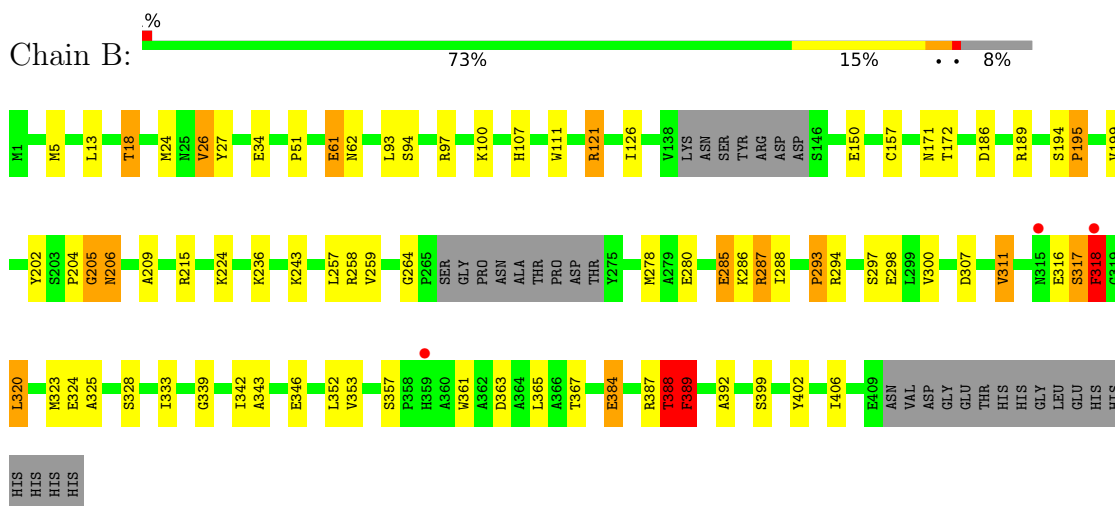 %
Chain B:
73% 15% • • 8%
M1 M5 L13 T18 M24 N25 V26 Y27 E34 P51 E61 N62 L93 S94 R97 K100 H107 W111 R121 I126 V138 LYS ASN SER TYR ARG ASP ASP S146 E150 C157 N171 T172 D186 R189 S194 P195
Y202 S203 P204 G205 N206 A209 R215 K224 K236 K243 L257 R258 V259 G264 P265 SER GLY PRO ASN ALA THR PRO ASP THR Y275 M278 A279 E280 E285 K286 R287 I288 P293 R294 S297 E298 L299 V300 D307 V311 N315 E316 S317 F318 G319
L320 M323 E324 A325 S328 I333 G339 I342 A343 E346 L352 V353 S357 P358 H359 A360 W361 A362 D363 A364 L365 A366 T367 E384 R387 T388 F389 A392 S399 Y402 I406 E409 ASN VAL ASP GLY GLU THR HIS HIS GLY LEU GLU HIS HIS
HIS HIS HIS HIS